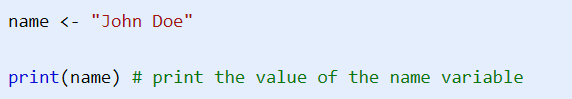 name <- "John Doe"
print(name) # print the value of the name variable